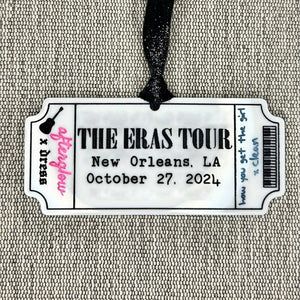 afterglow
x dress
THE ERAS TOUR
New Orleans, LA
October 27, 2024
how you get the girl
x clean